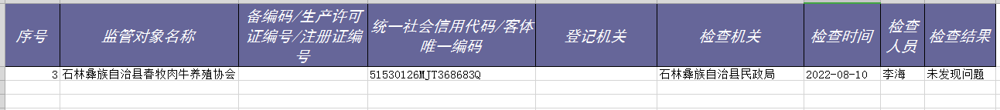 序号
监管对象名称
备编码/生产许可
证编号/注册证编
号
统一社会信用代码/客体
唯一编码
登记机关
检查机关
检查时间
检查
人员
检查结果
3
石林彝族自治县春牧肉牛养殖协会
51530126MJT368683Q
石林彝族自治县民政局
2022-08-10
李海
未发现问题